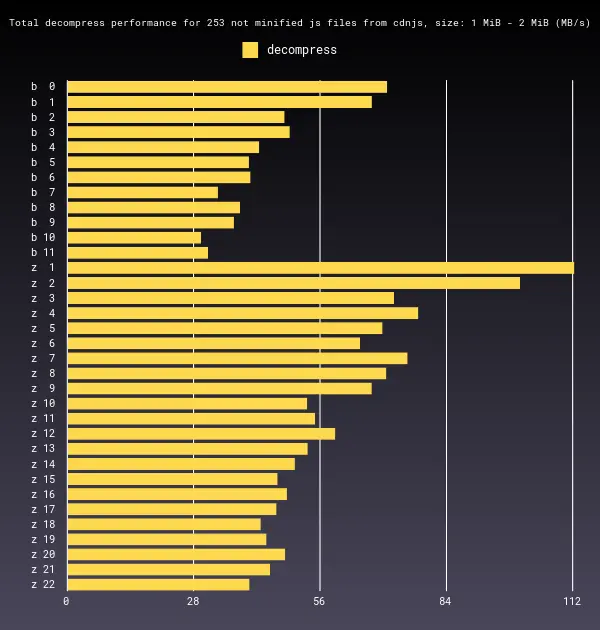 Total decompress performance for 253 not minified js files from cdnjs, size: 1 MiB - 2 MiB (MB/s)
decompress
b 0
b 1
b 2
b 3
b 4
b 5
b 6
b 7
b 8
b 9
b 10
b 11
z 1
z 2
z 3
z 4
z 5
z 6
z 7
z 8
z 9
z 10
z 11
z 12
z 13
z 14
z 15
z 16
z 17
z 18
z 19
z 20
z 21
z 22
0 28 56 84 112